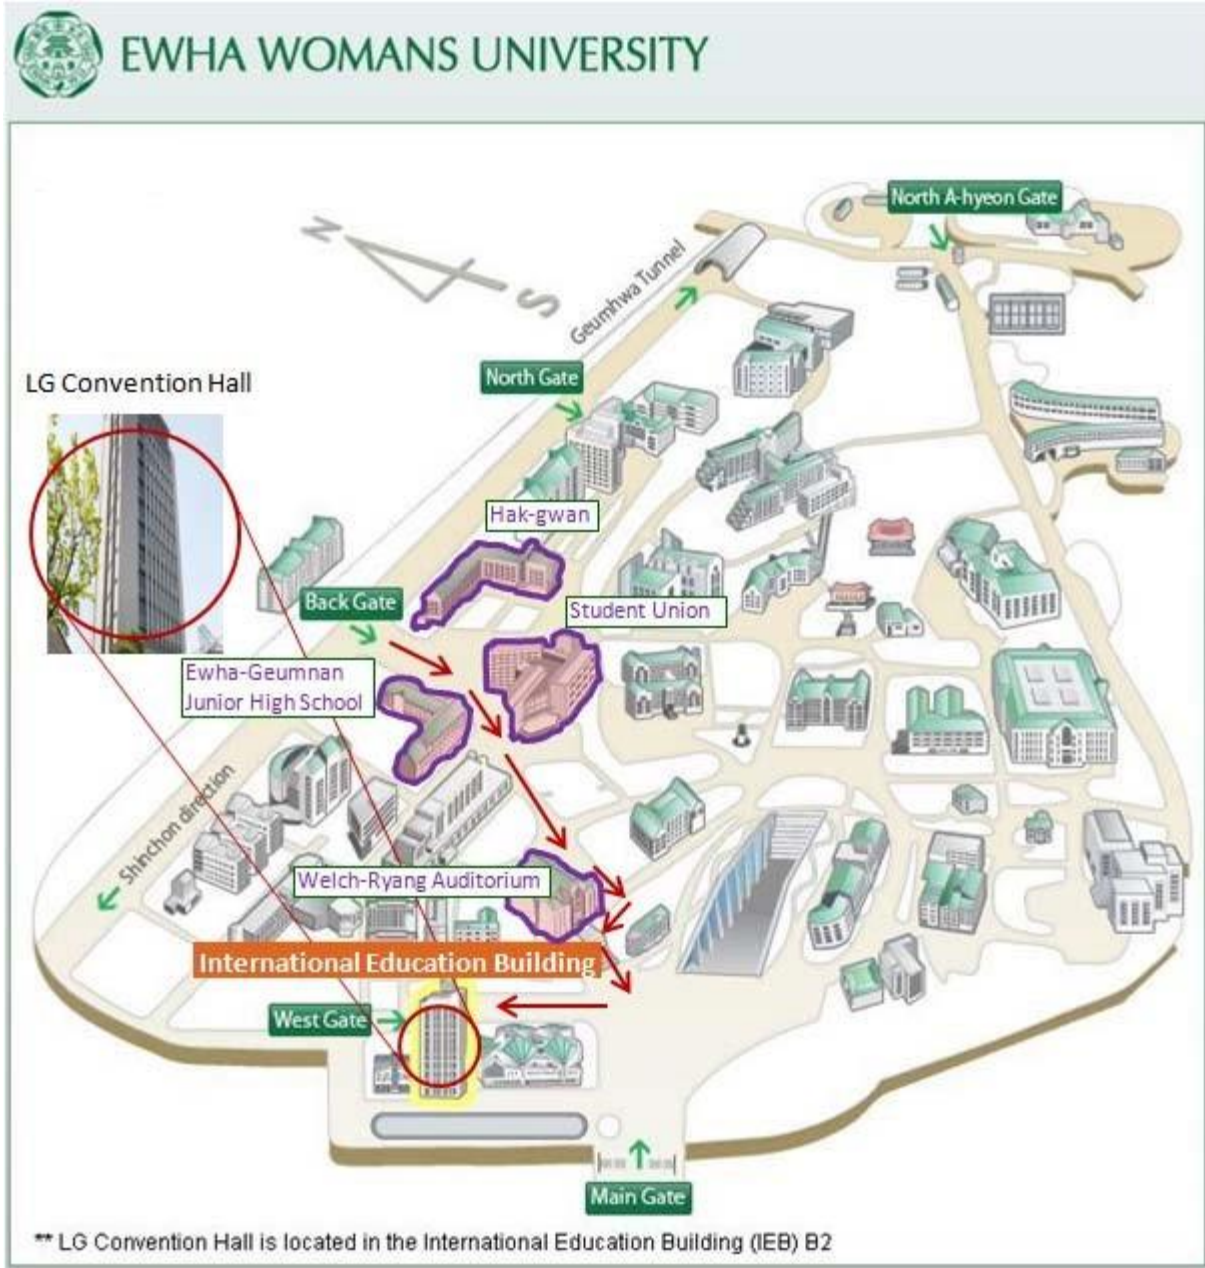 EWHA WOMANS UNIVERSITY
North A-hyeon Gate
N
S
Geumhwa Tunnel
North Gate
LG Convention Hall
Hak-gwan
Back Gate
Student Union
Ewha-Geumnan
Junior High School
Shinchon direction
Welch-Ryang Auditorium
International Education Building
West Gate
Main Gate
** LG Convention Hall is located in the International Education Building (IEB) B2